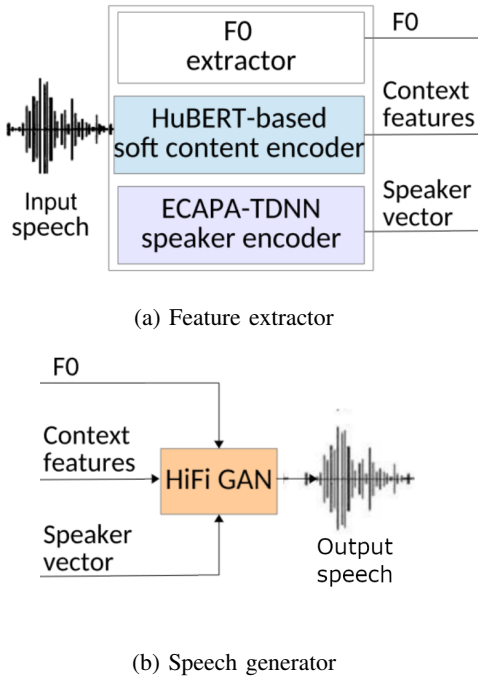 F0
extractor
F0
HuBERT-based
soft content encoder
Context
features
Input
speech
ECAPA-TDNN
speaker encoder
Speaker
vector
(a) Feature extractor
F0
Context
features
HiFi GAN
Speaker
vector
Output
speech
(b) Speech generator